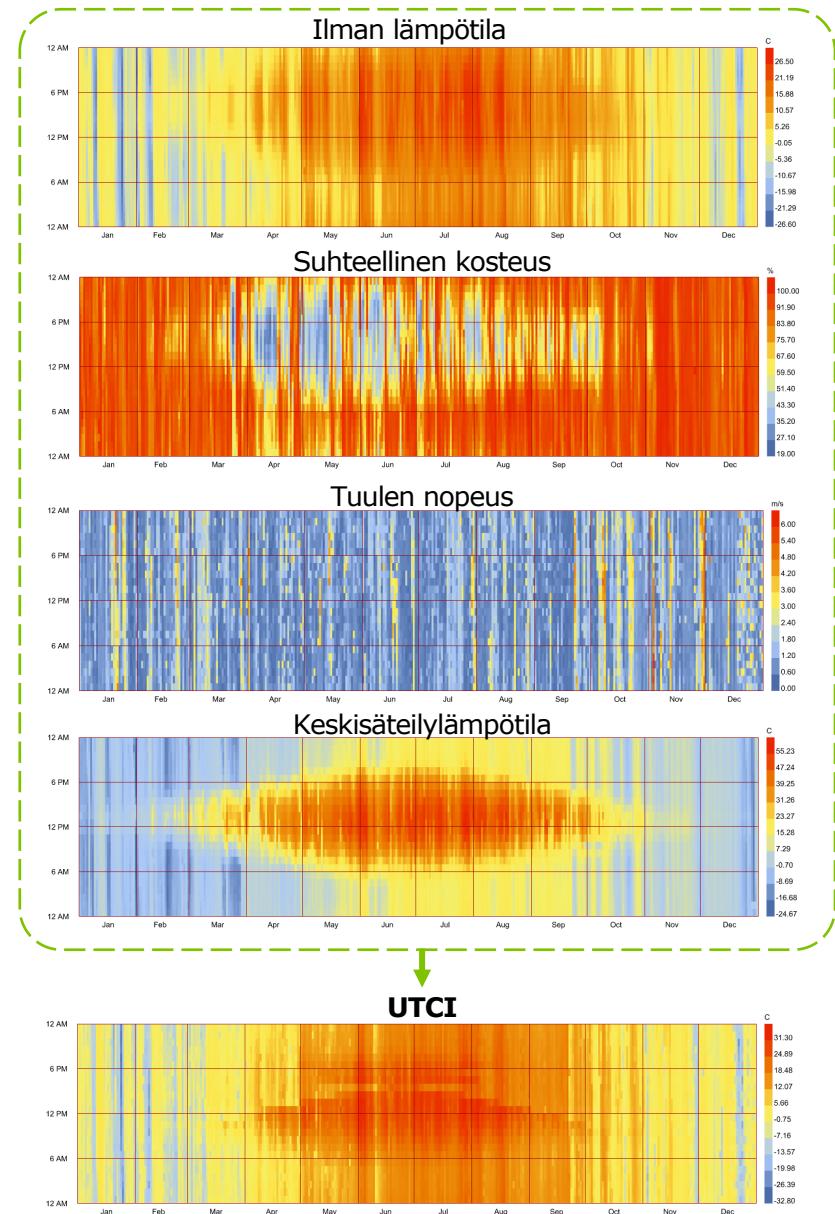 Ilman lämpötila
C
12 AM
6 PM
12 PM
6 AM
12 AM
26.50
21.19
15.88
10.57
5.26
-0.05
-5.36
-10.67
-15.98
-21.29
-26.60
Jan Feb Mar Apr May Jun Jul Aug Sep Oct Nov Dec
Suhteellinen kosteus
%
12 AM
6 PM
12 PM
6 AM
12 AM
100.00
91.90
83.80
75.70
67.60
59.50
51.40
43.30
35.20
27.10
19.00
Jan Feb Mar Apr May Jun Jul Aug Sep Oct Nov Dec
Tuulen nopeus
m/s
12 AM
6 PM
12 PM
6 AM
12 AM
6.00
5.40
4.80
4.20
3.60
3.00
2.40
1.80
1.20
0.60
0.00
Jan Feb Mar Apr May Jun Jul Aug Sep Oct Nov Dec
Keskisäteilylämpötila
C
12 AM
6 PM
12 PM
6 AM
12 AM
55.23
47.24
39.25
31.26
23.27
15.28
7.29
-0.70
-8.69
-16.68
-24.67
Jan Feb Mar Apr May Jun Jul Aug Sep Oct Nov Dec
UTCI
C
12 AM
6 PM
12 PM
6 AM
12 AM
31.30
24.89
18.48
12.07
5.66
-0.75
-7.16
-13.57
-19.98
-26.39
-32.80
Jan Feb Mar Apr May Jun Jul Aug Sep Oct Nov Dec